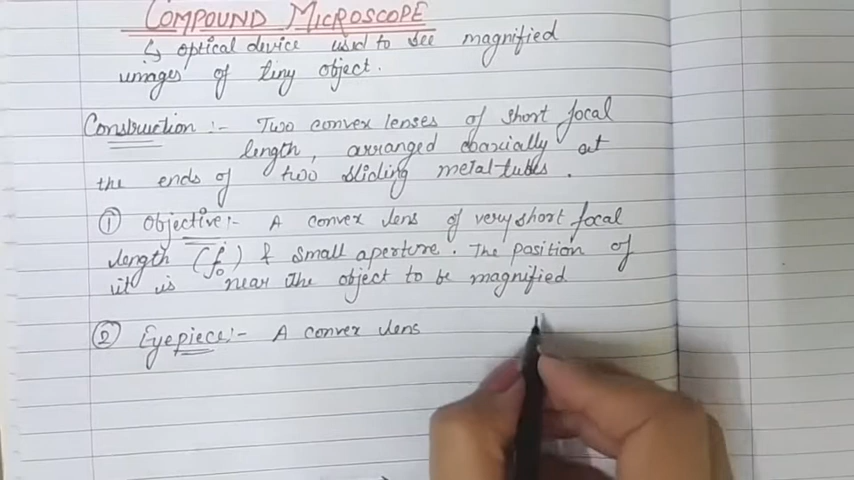 COMPOUND MICROSCOPE
↳ optical device used to see magnified
images of tiny object.
Construction :- Two convex lenses of short focal
length, arranged coaxially at
the ends of two sliding metal tubes.
① Objective:- A convex lens of very short focal
length (fo) & small aperture. The position of
it is near the object to be magnified
② Eyepiece:- A convex lens